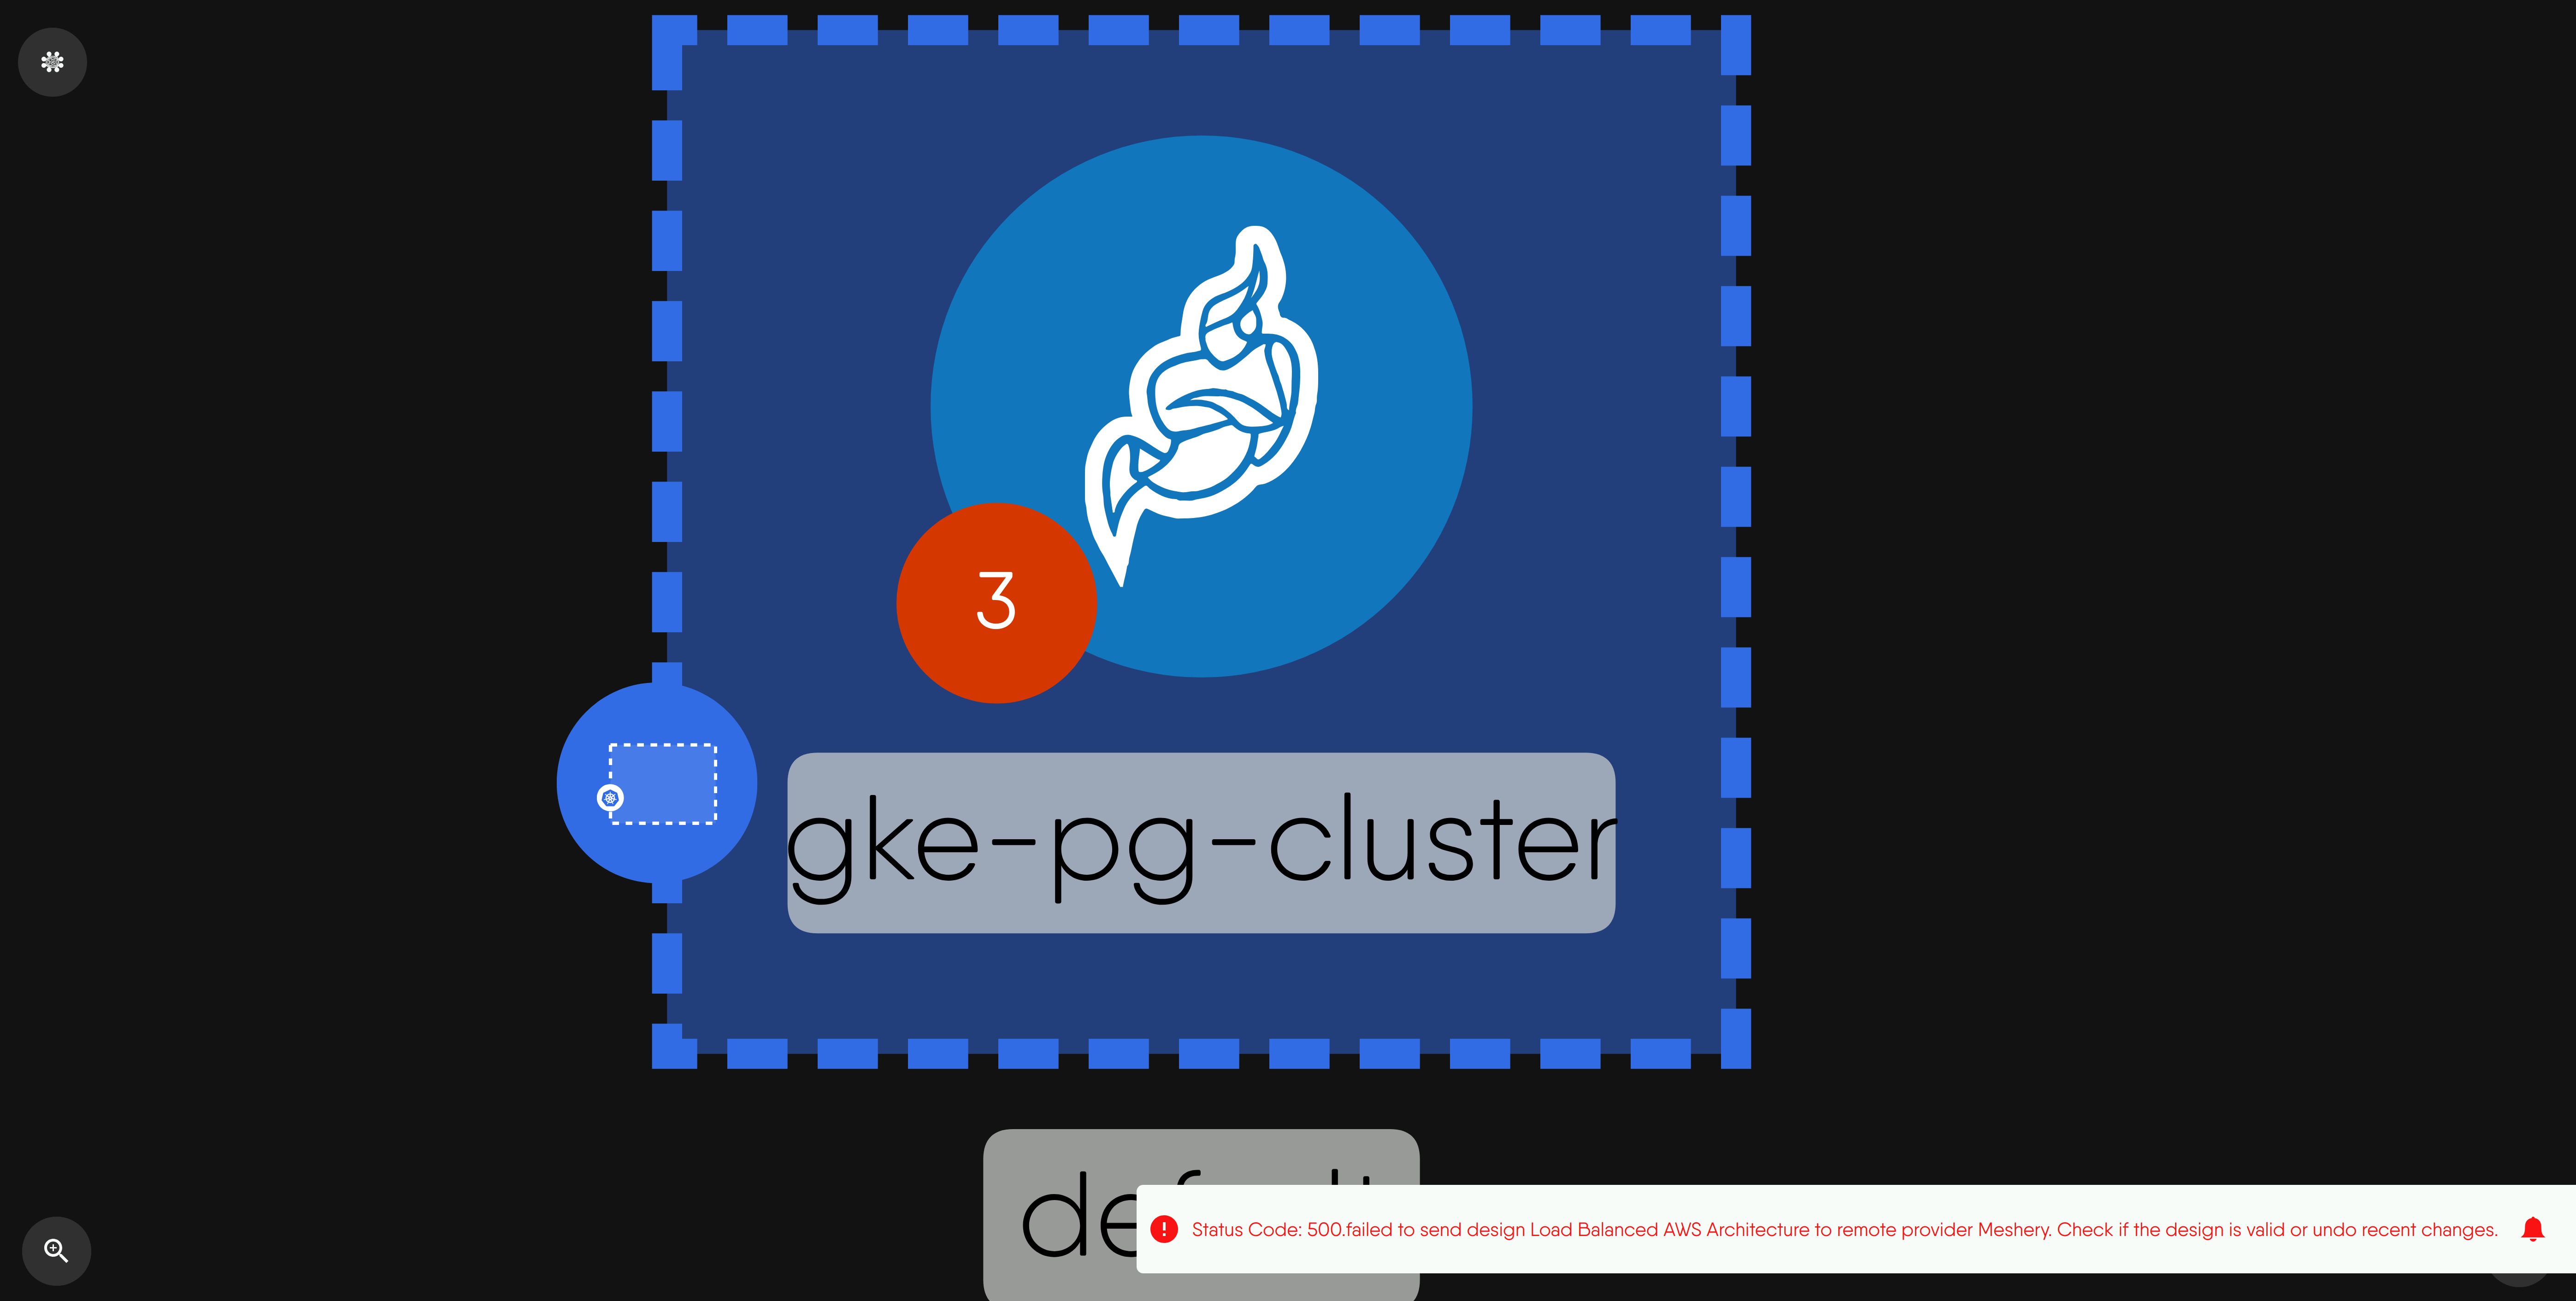 3
gke-pg-cluster
Status Code: 500.failed to send design Load Balanced AWS Architecture to remote provider Meshery. Check if the design is valid or undo recent changes.